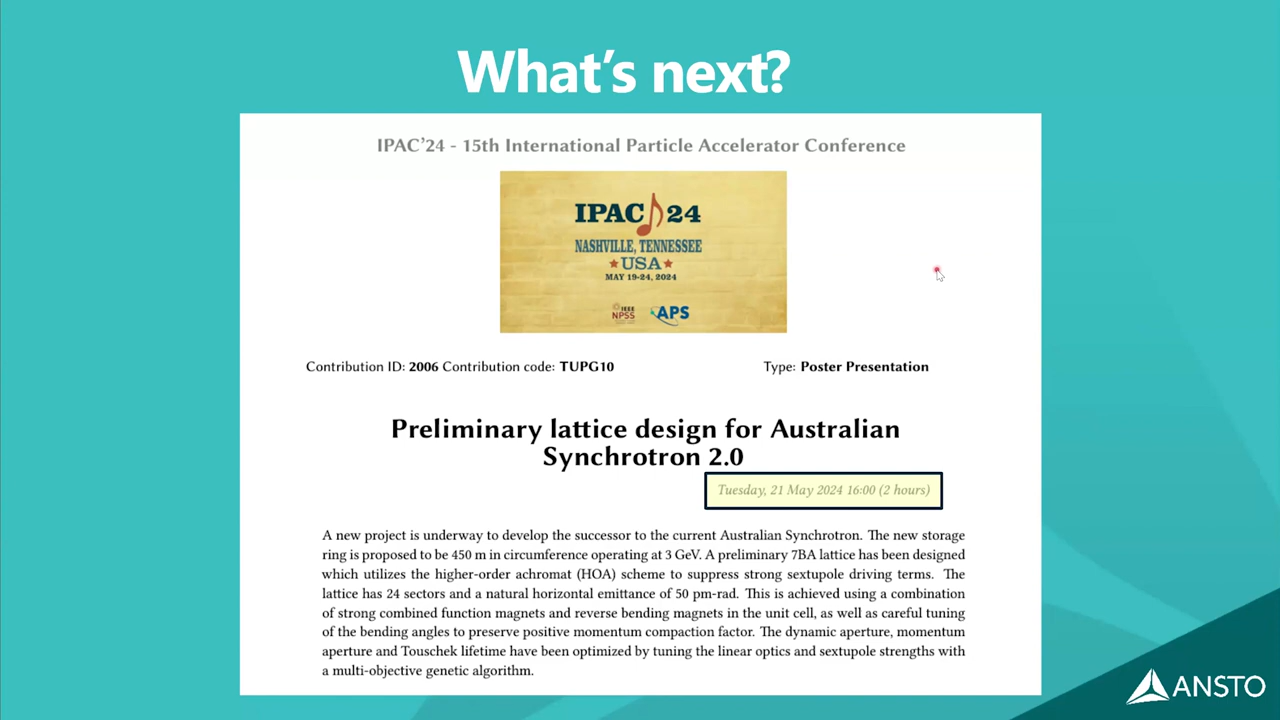 What's next?
IPAC'24 - 15th International Particle Accelerator Conference
IPAC 24
NASHVILLE, TENNESSEE
USA
MAY 19-24, 2024
IEEE
NPSS
APS
Contribution ID: 2006 Contribution code: TUPG10
Type: Poster Presentation
Preliminary lattice design for Australian
Synchrotron 2.0
Tuesday, 21 May 2024 16:00 (2 hours)
A new project is underway to develop the successor to the current Australian Synchrotron. The new storage
ring is proposed to be 450 m in circumference operating at 3 GeV. A preliminary 7BA lattice has been designed
which utilizes the higher-order achromat (HOA) scheme to suppress strong sextupole driving terms. The
lattice has 24 sectors and a natural horizontal emittance of 50 pm-rad. This is achieved using a combination
of strong combined function magnets and reverse bending magnets in the unit cell, as well as careful tuning
of the bending angles to preserve positive momentum compaction factor. The dynamic aperture, momentum
aperture and Touschek lifetime have been optimized by tuning the linear optics and sextupole strengths with
a multi-objective genetic algorithm.
ANSTO